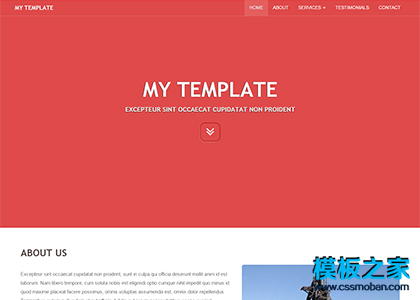 MY TEMPLATE
HOME ABOUT SERVICES TESTIMONIALS CONTACT
MY TEMPLATE
EXCEPTEUR SINT OCCAECAT CUPIDATAT NON PROIDENT
ABOUT US
Excepteur sint occaecat cupidatat non proident, sunt in culpa qui officia deserunt mollit anim id est
laborum. Nam libero tempore, cum soluta nobis est eligendi optio cumque nihil impedit quo minus id
quod maxime placeat facere possimus, omnis voluptas assumenda est, omnis dolor repellendus.
模板之家
www.cssmoban.com